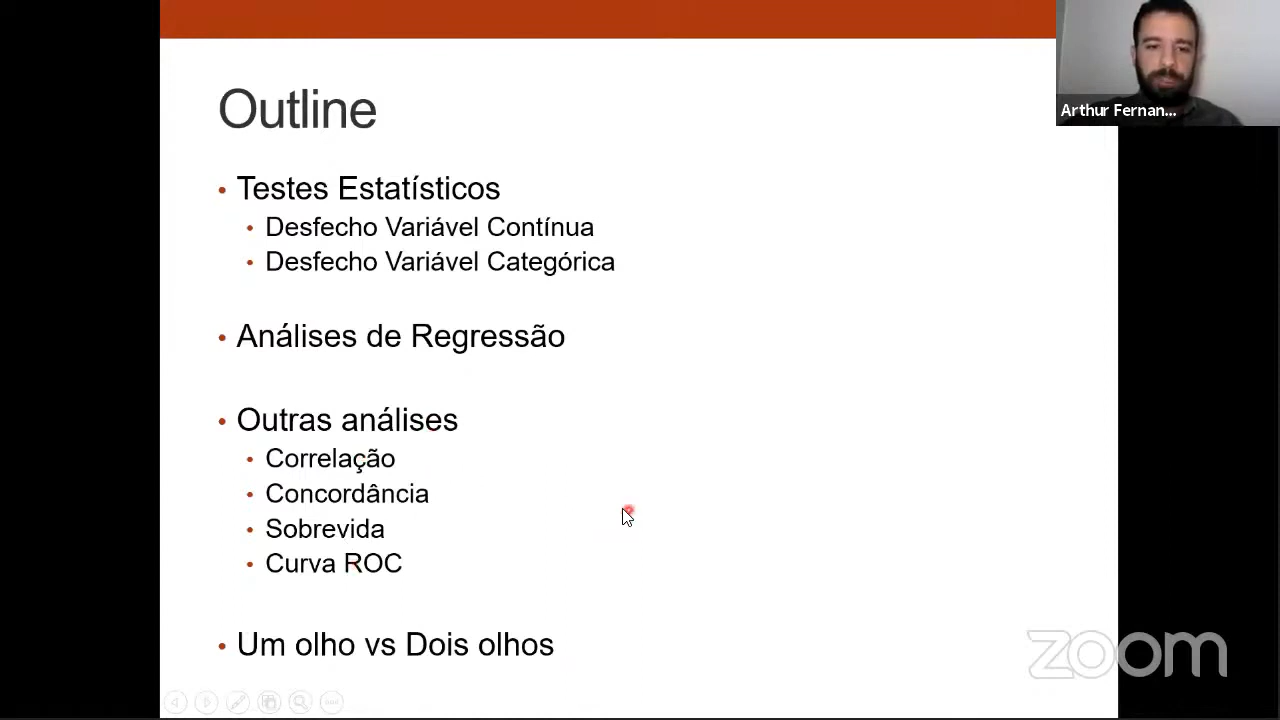 Outline
• Testes Estatísticos
• Desfecho Variável Contínua
• Desfecho Variável Categórica
• Análises de Regressão
• Outras análises
• Correlação
• Concordância
• Sobrevida
• Curva ROC
• Um olho vs Dois olhos
Arthur Fernan...
zoom